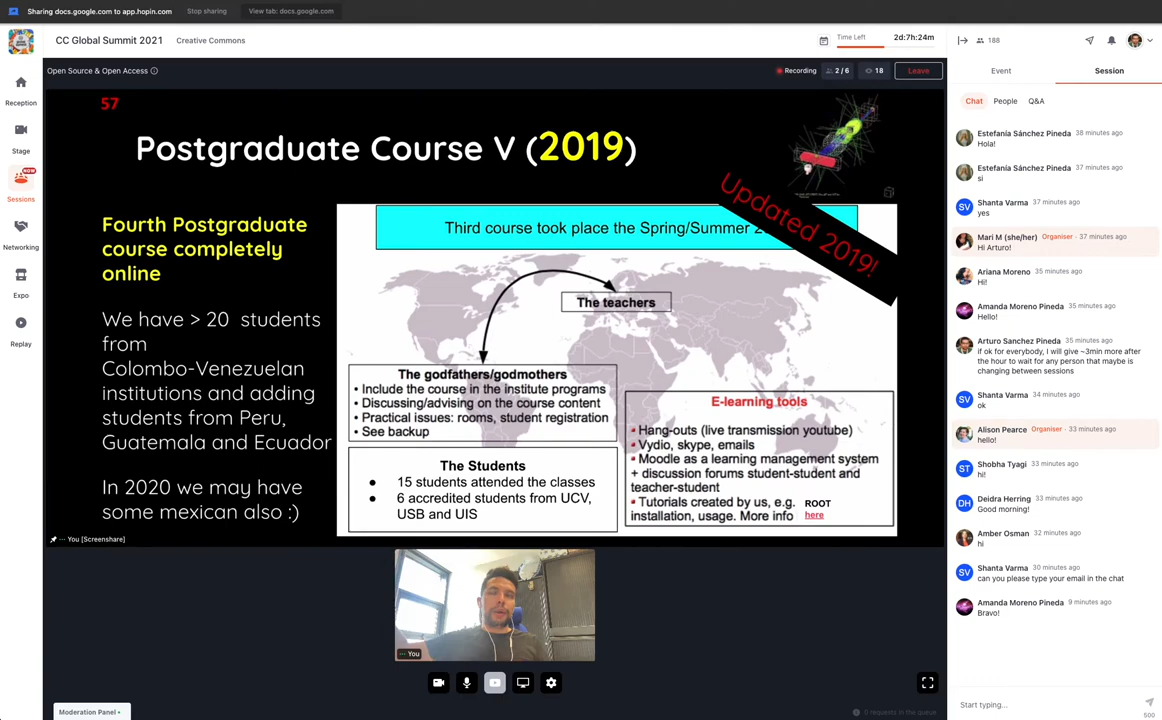 Sharing docs.google.com to app.hopin.com
Stop sharing
View tab: docs.google.com
CC Global Summit 2021
Creative Commons
Time Left
2d:7h:24m
188
Reception
Stage
NOW
Sessions
Networking
Expo
Replay
Open Source & Open Access
Recording
2 / 6
18
Leave
57
Postgraduate Course V (2019)
Updated 2019!
Fourth Postgraduate
course completely
online
We have > 20 students
from
Colombo-Venezuelan
institutions and adding
students from Peru,
Guatemala and Ecuador
In 2020 we may have
some mexican also :)
Third course took place the Spring/Summer
The teachers
The godfathers/godmothers
• Include the course in the institute programs
• Discussing/advising on the course content
• Practical issues: rooms, student registration
• See backup
The Students
● 15 students attended the classes
● 6 accredited students from UCV,
USB and UIS
E-learning tools
▪ Hang-outs (live transmission youtube)
▪ Vydio, skype, emails
▪ Moodle as a learning management system
+ discussion forums student-student and
teacher-student
▪ Tutorials created by us, e.g. ROOT
installation, usage. More info here
··· You [Screenshare]
··· You
Moderation Panel
0 requests in the queue
Event
Session
Chat
People
Q&A
Estefanía Sánchez Pineda 38 minutes ago
Hola!
Estefanía Sánchez Pineda 37 minutes ago
si
SV
Shanta Varma 37 minutes ago
yes
Mari M (she/her) Organiser · 37 minutes ago
Hi Arturo!
Ariana Moreno 35 minutes ago
Hi!
Amanda Moreno Pineda 35 minutes ago
Hello!
Arturo Sanchez Pineda 35 minutes ago
if ok for everybody, I will give ~3min more after
the hour to wait for any person that maybe is
changing between sessions
SV
Shanta Varma 34 minutes ago
ok
Alison Pearce Organiser · 33 minutes ago
hello!
ST
Shobha Tyagi 33 minutes ago
hi!
DH
Deidra Herring 33 minutes ago
Good morning!
Amber Osman 32 minutes ago
hi
SV
Shanta Varma 30 minutes ago
can you please type your email in the chat
Amanda Moreno Pineda 9 minutes ago
Bravo!
Start typing...
500